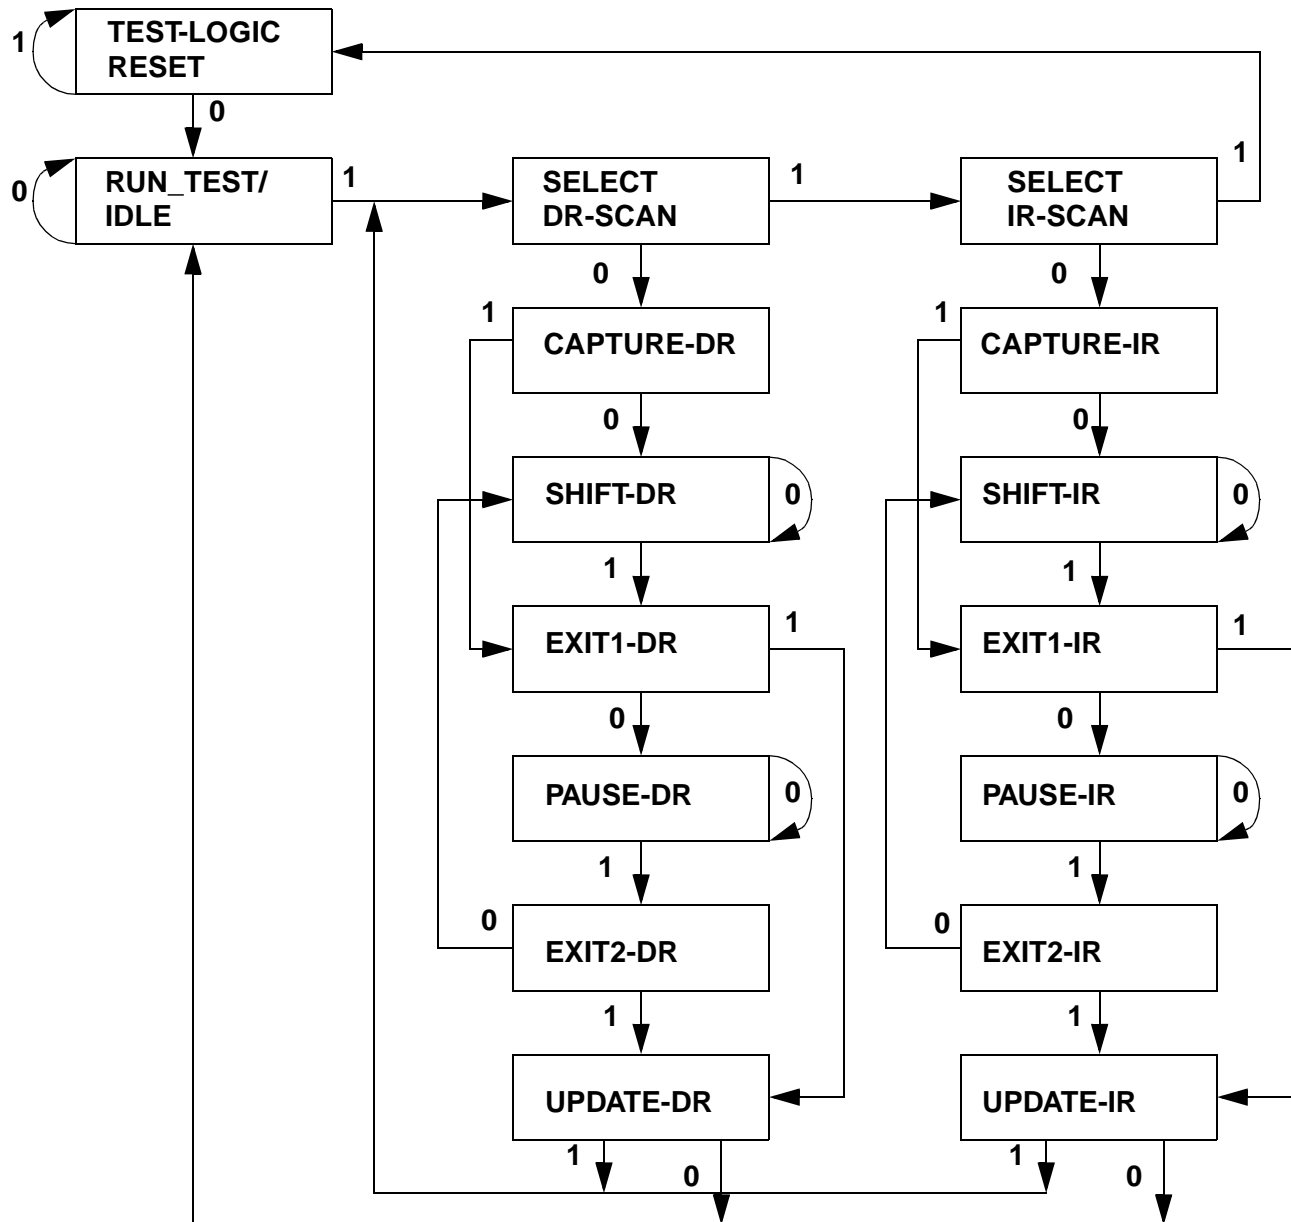 1
TEST-LOGIC
RESET
0
0
RUN_TEST/
IDLE
1
SELECT
DR-SCAN
1
SELECT
IR-SCAN
1
0
0
1
CAPTURE-DR
1
CAPTURE-IR
0
0
SHIFT-DR
0
SHIFT-IR
0
1
1
EXIT1-DR
1
EXIT1-IR
1
0
0
PAUSE-DR
0
PAUSE-IR
0
1
1
0
EXIT2-DR
0
EXIT2-IR
1
1
UPDATE-DR
UPDATE-IR
1
0
1
0